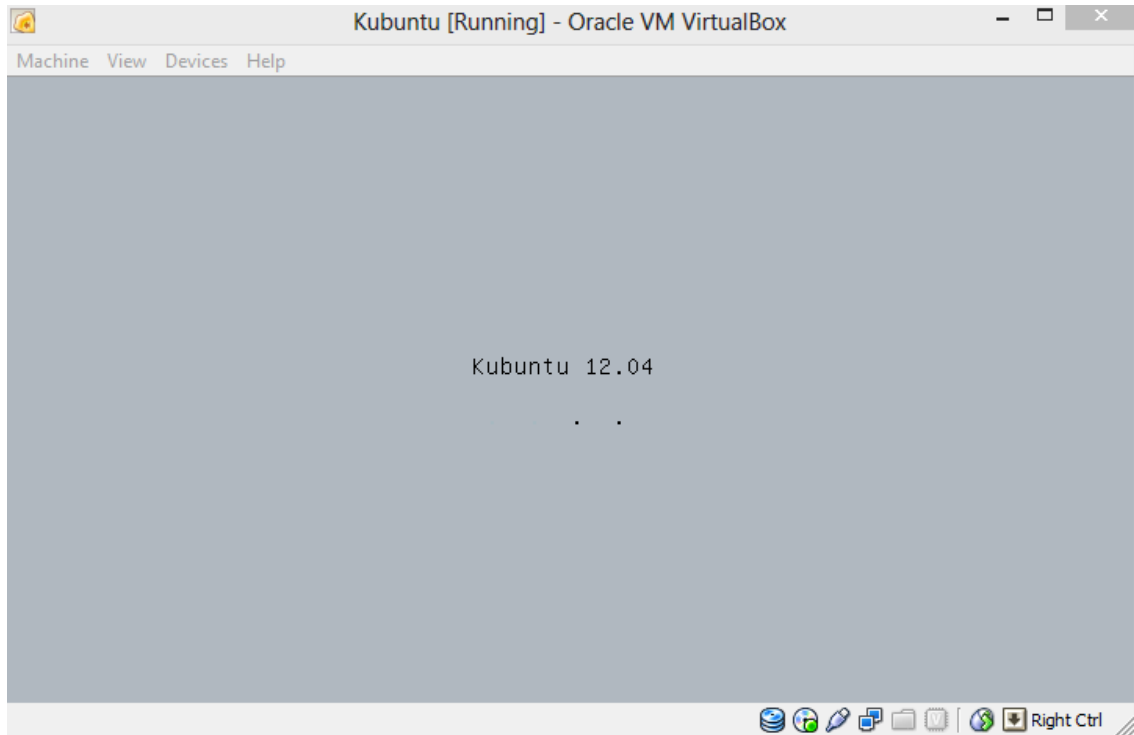 Kubuntu [Running] - Oracle VM VirtualBox
Machine View Devices Help
Kubuntu 12.04
. .
Right Ctrl